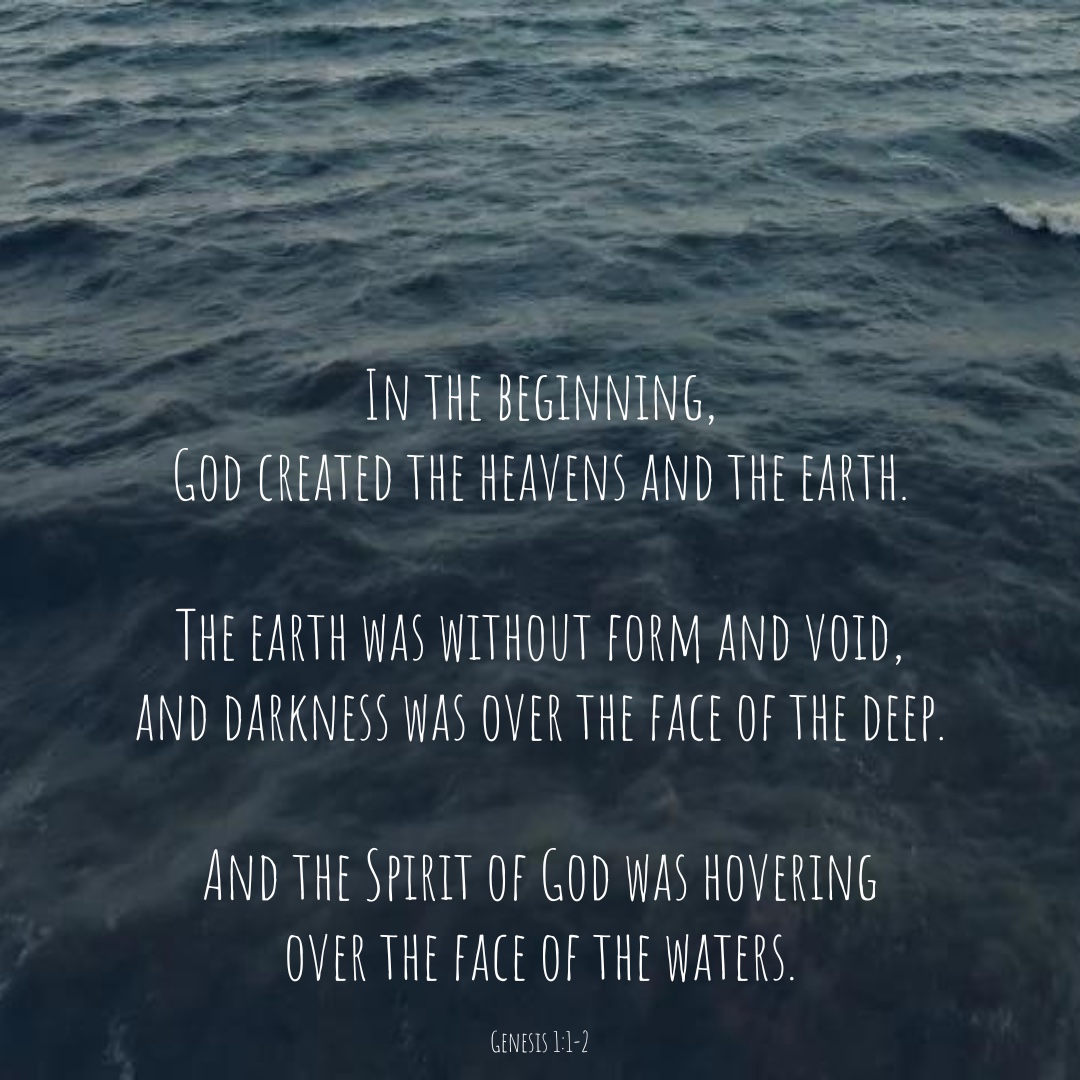 In the beginning,
God created the heavens and the earth.
The earth was without form and void,
and darkness was over the face of the deep.
And the Spirit of God was hovering
over the face of the waters.
Genesis 1:1-2